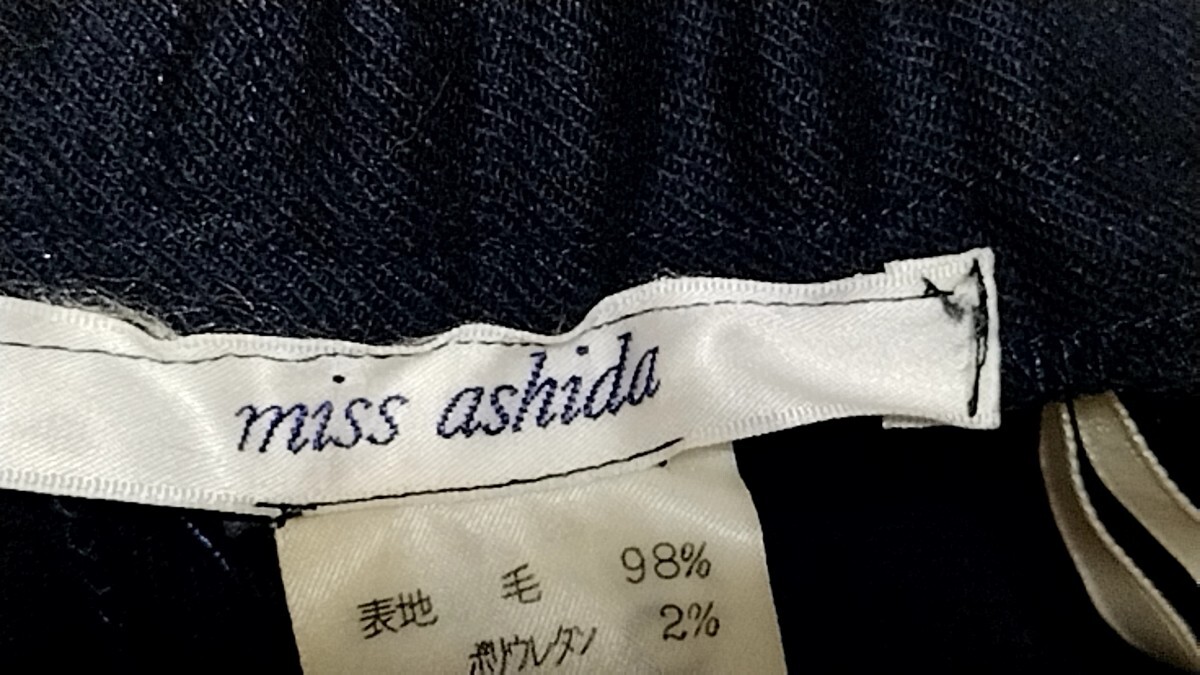 miss ashida
表地 毛 98%
ポリウレタン 2%